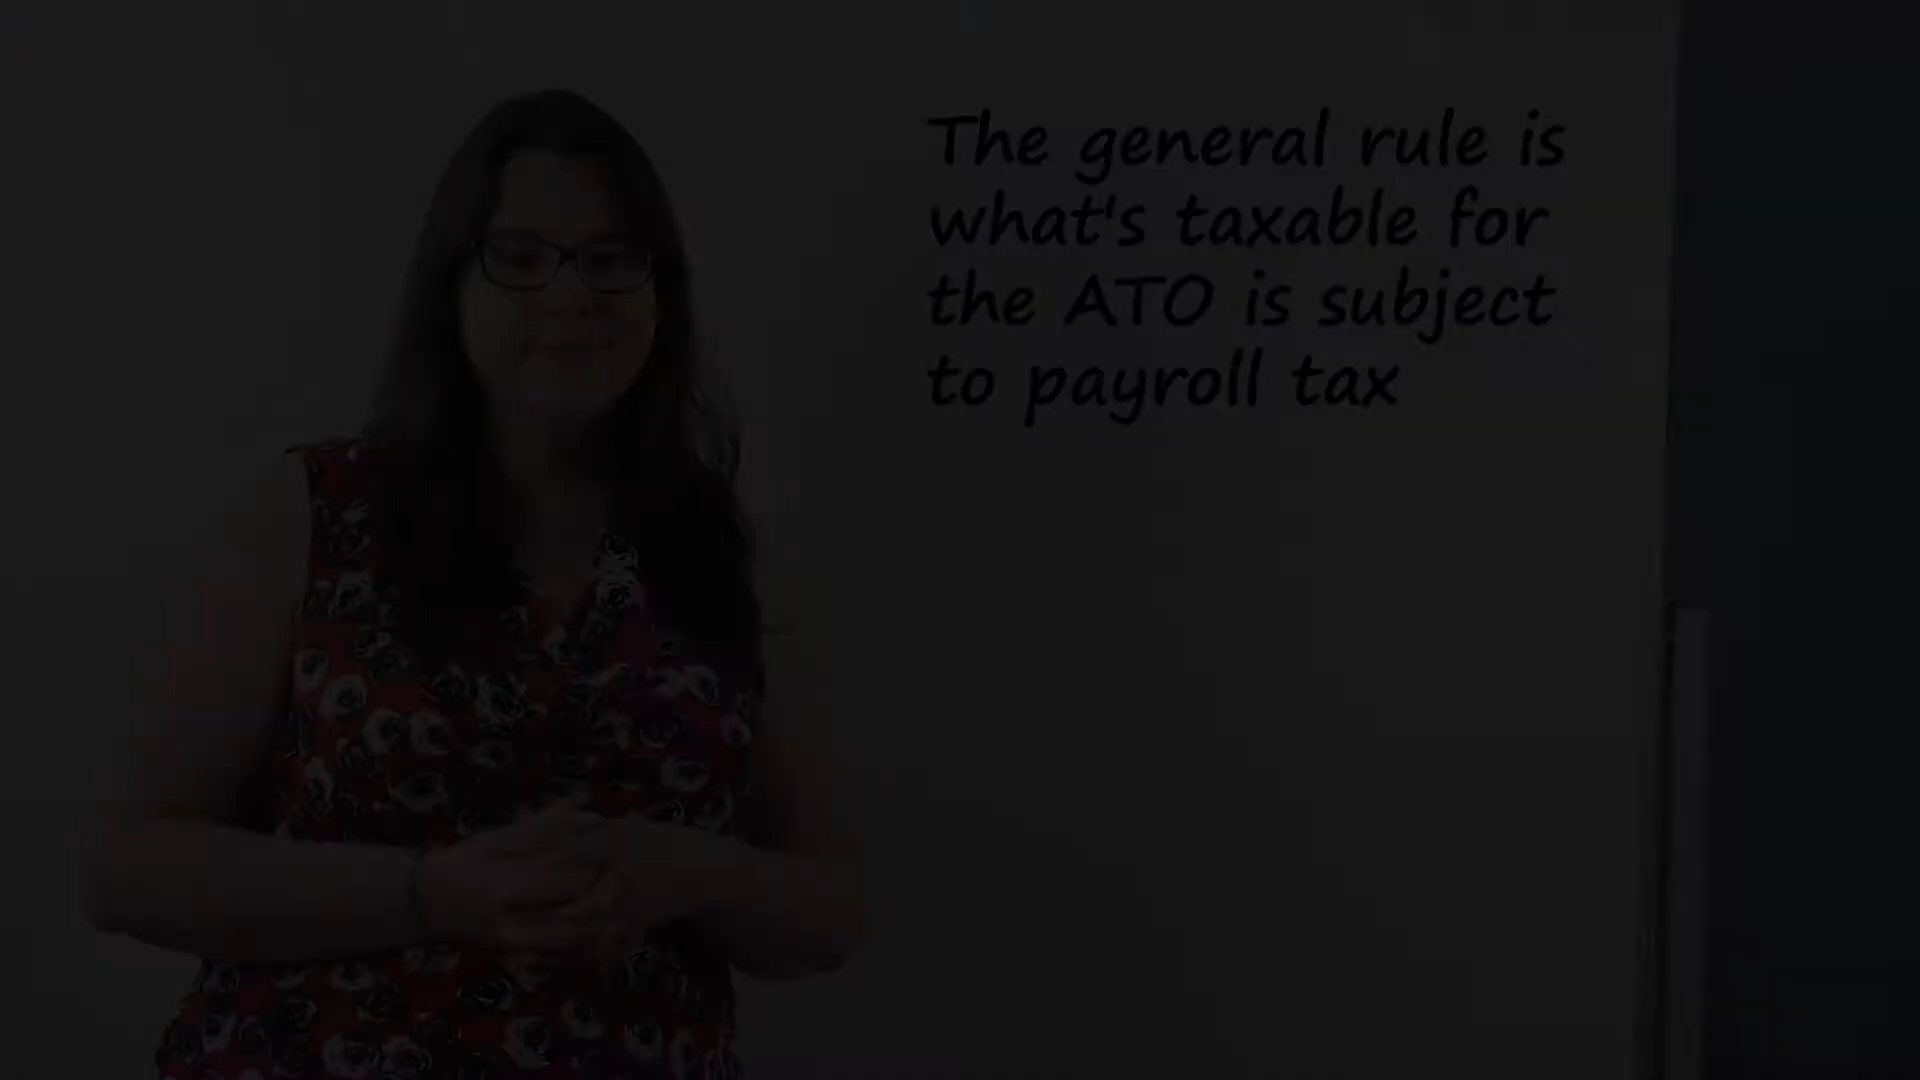 The general rule is
what's taxable for
the ATO is subject
to payroll tax